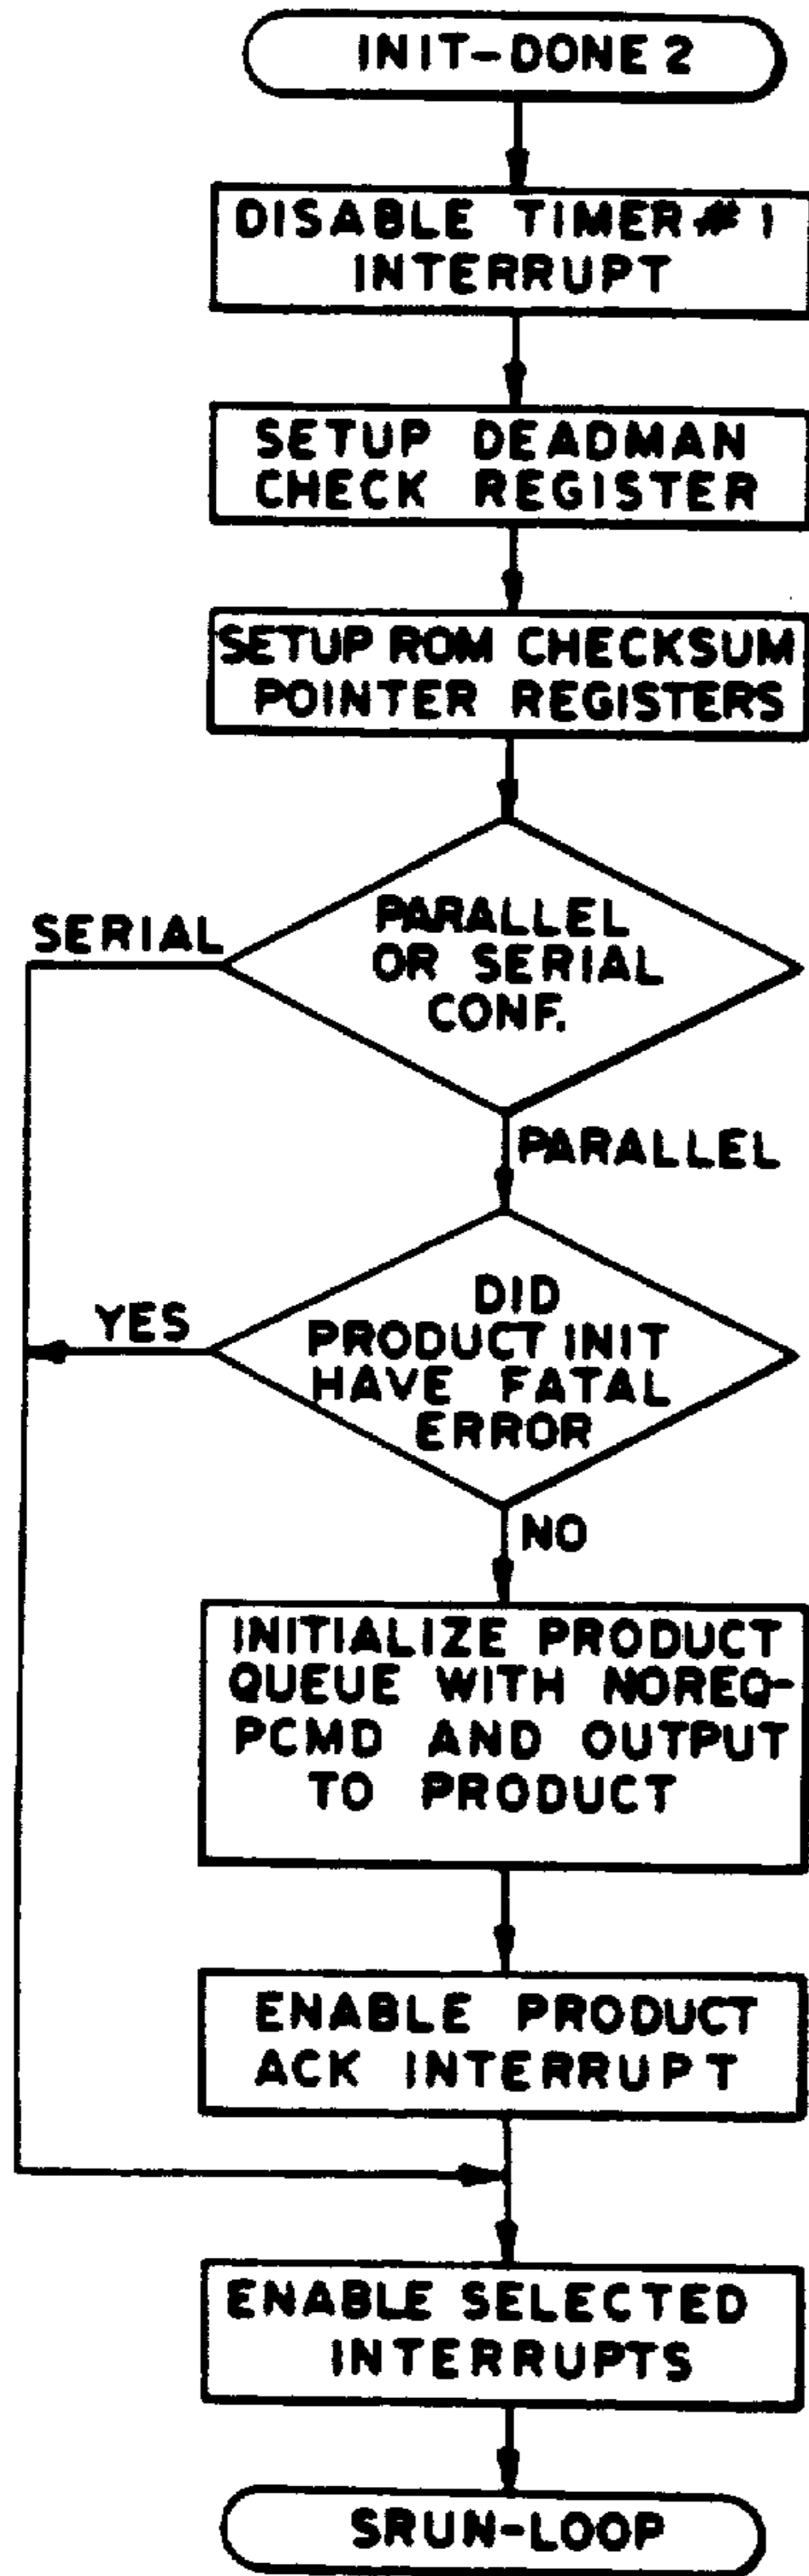 INIT-DONE 2
DISABLE TIMER # 1
INTERRUPT
SETUP DEADMAN
CHECK REGISTER
SETUP ROM CHECKSUM
POINTER REGISTERS
SERIAL
PARALLEL
OR SERIAL
CONF.
PARALLEL
YES
DID
PRODUCT INIT
HAVE FATAL
ERROR
NO
INITIALIZE PRODUCT
QUEUE WITH NOREQ-
PCMD AND OUTPUT
TO PRODUCT
ENABLE PRODUCT
ACK INTERRUPT
ENABLE SELECTED
INTERRUPTS
SRUN-LOOP